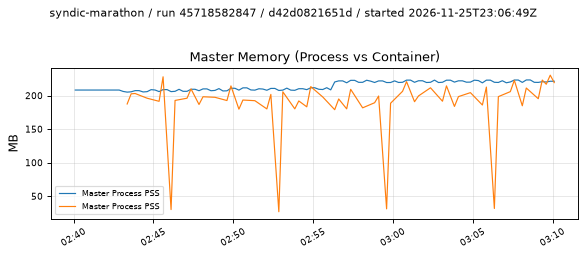 syndic-marathon / run 45718582847 / d42d0821651d / started 2026-11-25T23:06:49Z
Master Memory (Process vs Container)
MB
200
150
100
50
Master Process PSS
Master Process PSS
02:40
02:45
02:50
02:55
03:00
03:05
03:10